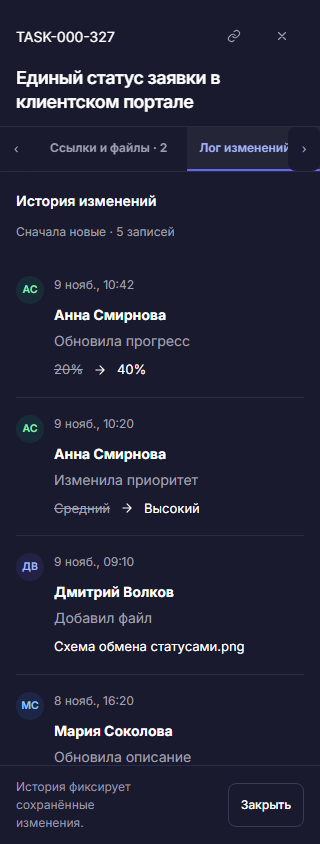 TASK-000-327
Единый статус заявки в
клиентском портале
‹ Ссылки и файлы · 2 Лог изменений ›
История изменений
Сначала новые · 5 записей
АС 9 нояб., 10:42
Анна Смирнова
Обновила прогресс
20% → 40%
АС 9 нояб., 10:20
Анна Смирнова
Изменила приоритет
Средний → Высокий
ДВ 9 нояб., 09:10
Дмитрий Волков
Добавил файл
Схема обмена статусами.png
МС 8 нояб., 16:20
Мария Соколова
Обновила описание
История фиксирует
сохранённые
изменения.
Закрыть